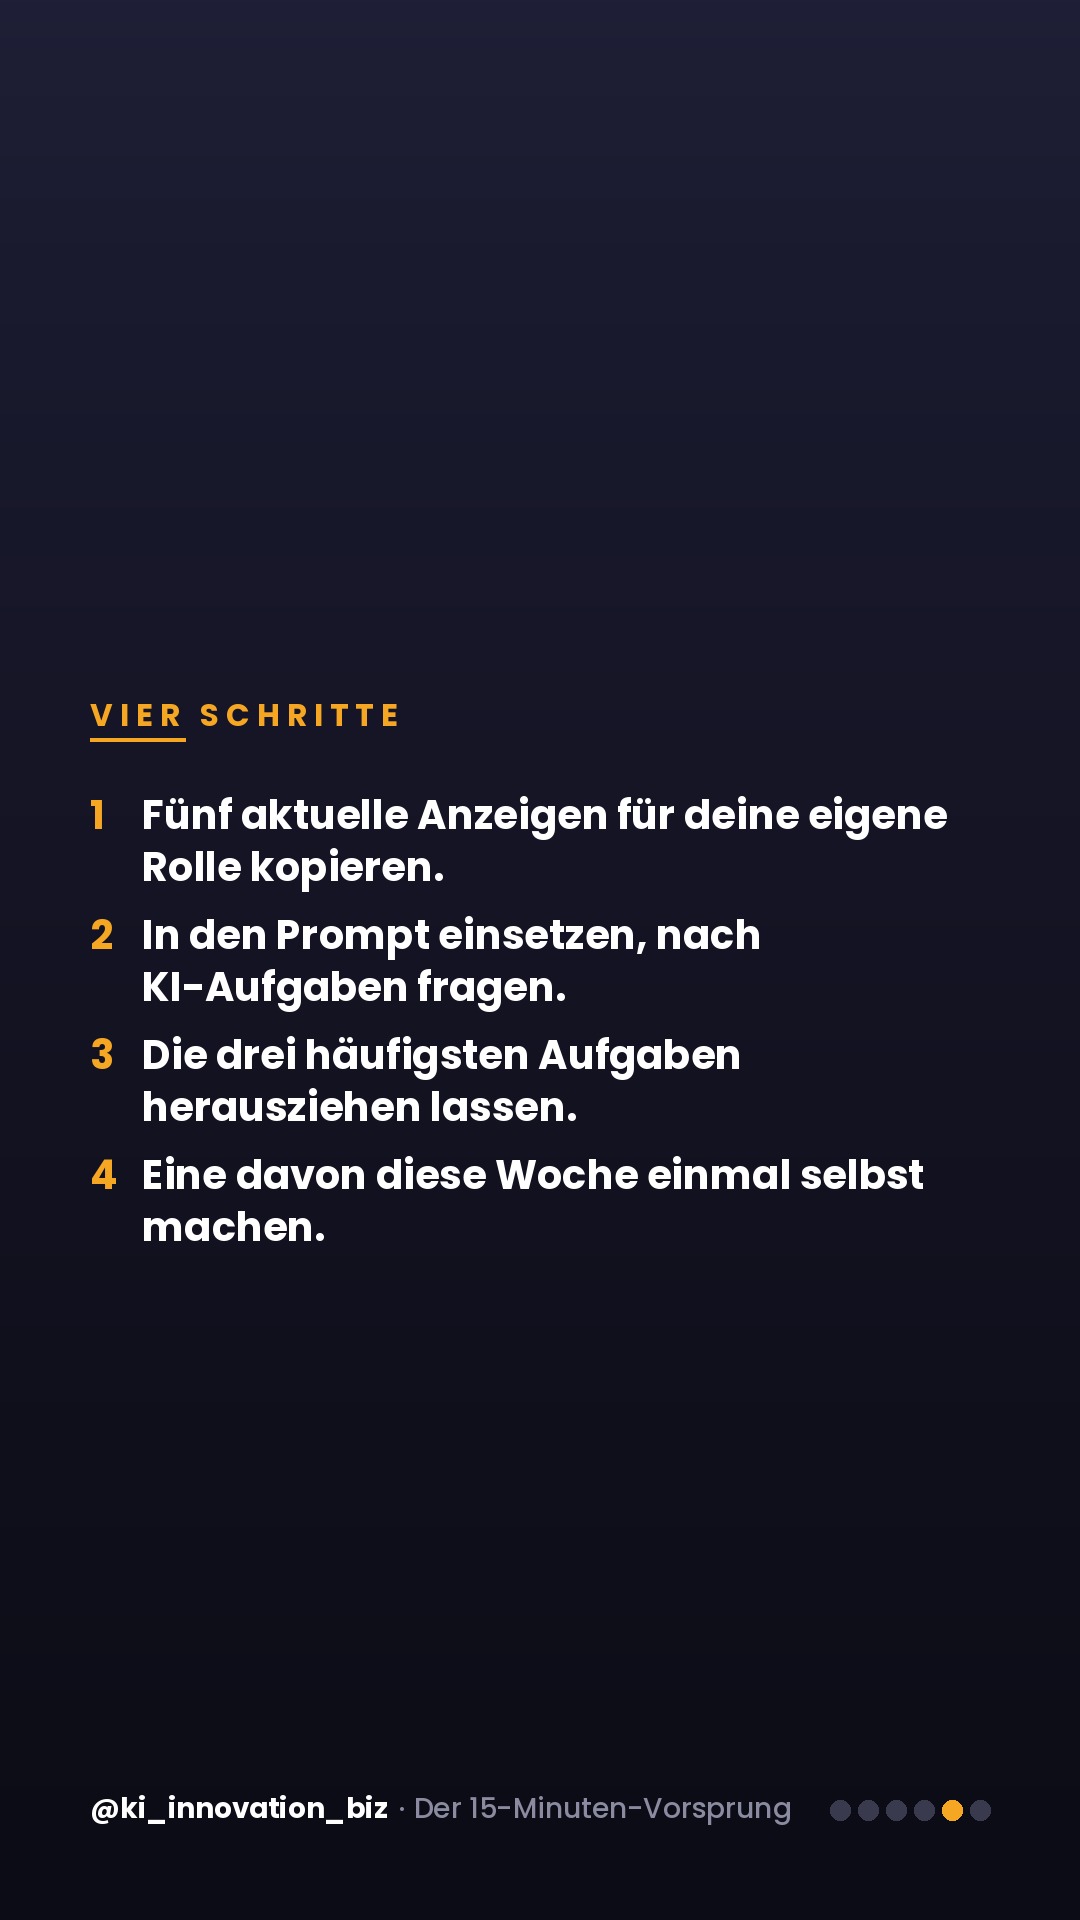 VIER SCHRITTE
1 Fünf aktuelle Anzeigen für deine eigene
Rolle kopieren.
2 In den Prompt einsetzen, nach
KI-Aufgaben fragen.
3 Die drei häufigsten Aufgaben
herausziehen lassen.
4 Eine davon diese Woche einmal selbst
machen.
@ki_innovation_biz · Der 15-Minuten-Vorsprung